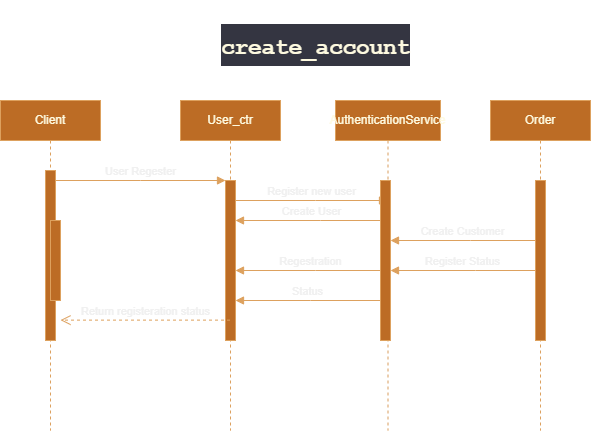 create_account
Client
User_ctr
AuthenticationService
Order
User Regester
Register new user
Create User
Create Customer
Regestration
Register Status
Status
Return registeration status